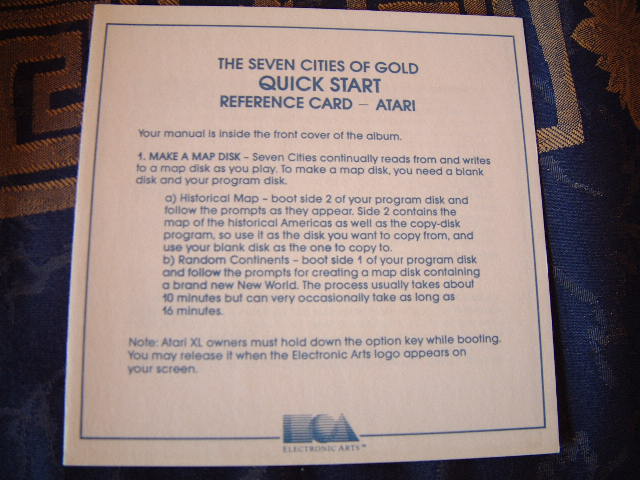 THE SEVEN CITIES OF GOLD
QUICK START
REFERENCE CARD – ATARI
Your manual is inside the front cover of the album.
1. MAKE A MAP DISK – Seven Cities continually reads from and writes
to a map disk as you play. To make a map disk, you need a blank
disk and your program disk.
a) Historical Map – boot side 2 of your program disk and
follow the prompts as they appear. Side 2 contains the
map of the historical Americas as well as the copy-disk
program, so use it as the disk you want to copy from, and
use your blank disk as the one to copy to.
b) Random Continents – boot side 1 of your program disk
and follow the prompts for creating a map disk containing
a brand new New World. The process usually takes about
10 minutes but can very occasionally take as long as
16 minutes.
Note: Atari XL owners must hold down the option key while booting.
You may release it when the Electronic Arts logo appears on
your screen.
ECA
ELECTRONIC ARTS™